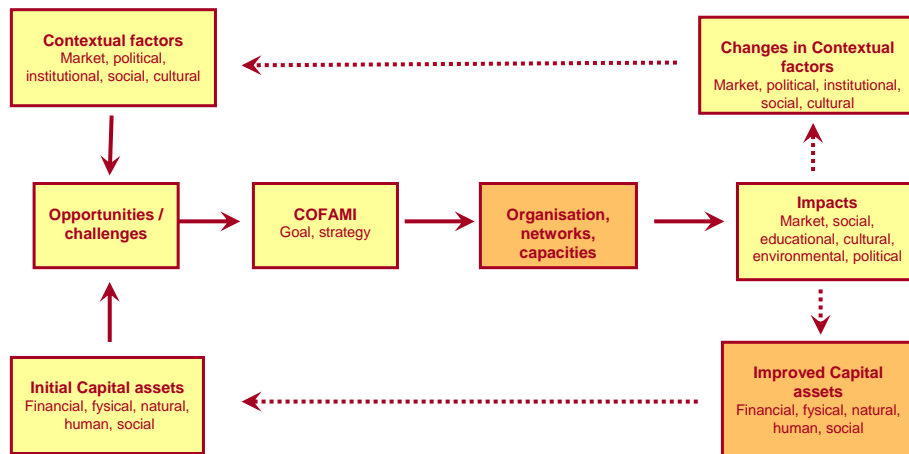 Contextual factors
Market, political,
institutional, social, cultural
Changes in Contextual
factors
Market, political, institutional,
social, cultural
Opportunities /
challenges
COFAMI
Goal, strategy
Organisation,
networks,
capacities
Impacts
Market, social,
educational, cultural,
environmental, political
Initial Capital assets
Financial, fysical, natural,
human, social
Improved Capital
assets
Financial, fysical, natural,
human, social